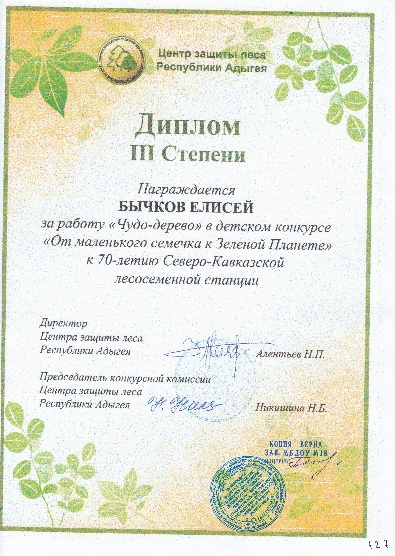 Центр защиты леса
Республики Адыгея
Диплом
III Степени
Награждается
БЫЧКОВ ЕЛИСЕЙ
за работу «Чудо-дерево» в детском конкурсе
«От маленького семечка к Зеленой Планете»
к 70-летию Северо-Кавказской
лесосеменной станции
Директор
Центра защиты леса
Республики Адыгея
Алентьев Н.П.
Председатель конкурсной комиссии
Центра защиты леса
Республики Адыгея
Никишина Н.Б.
КОПИЯ ВЕРНА
ЗАВ. МБДОУ №18
127